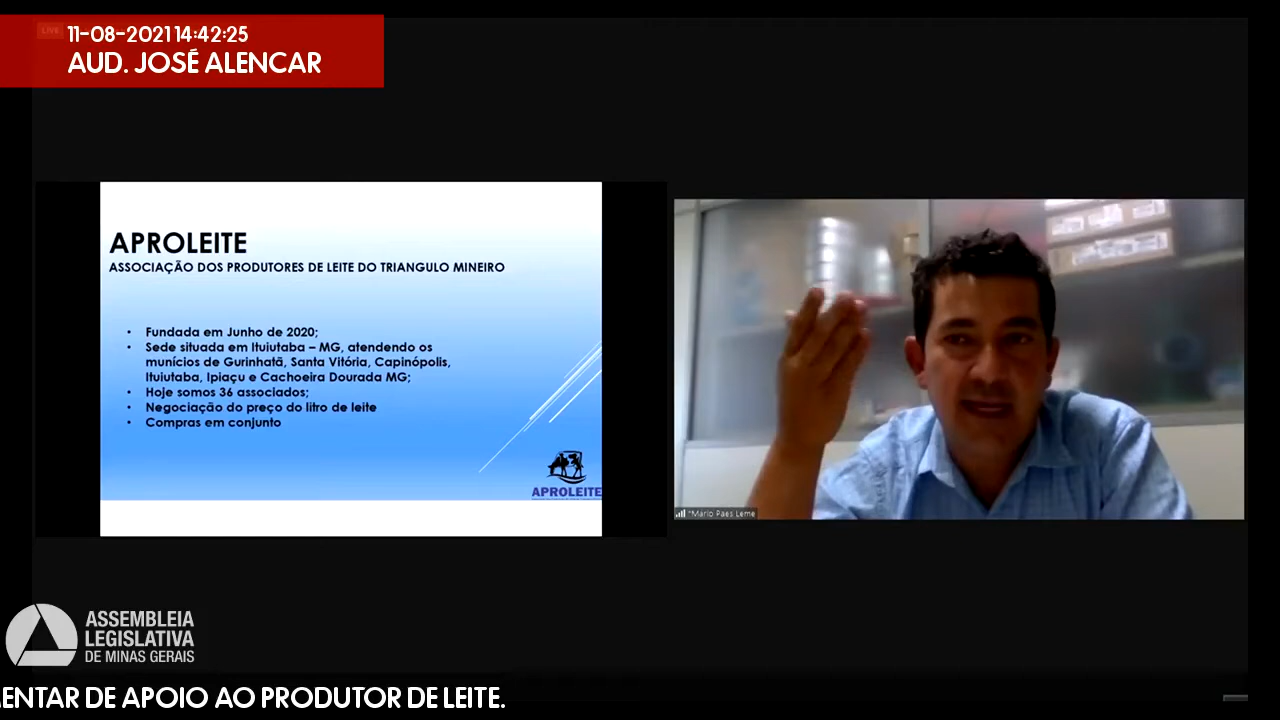 LIVE
11-08-2021 14:42:25
AUD. JOSÉ ALENCAR
APROLEITE
ASSOCIAÇÃO DOS PRODUTORES DE LEITE DO TRIANGULO MINEIRO
• Fundada em Junho de 2020;
• Sede situada em Ituiutaba – MG, atendendo os
munícios de Gurinhatã, Santa Vitória, Capinópolis,
Ituiutaba, Ipiaçu e Cachoeira Dourada MG;
• Hoje somos 36 associados;
• Negociação do preço do litro de leite
• Compras em conjunto
APROLEITE
*Mário Paes Leme
ASSEMBLEIA
LEGISLATIVA
DE MINAS GERAIS
ENTAR DE APOIO AO PRODUTOR DE LEITE.